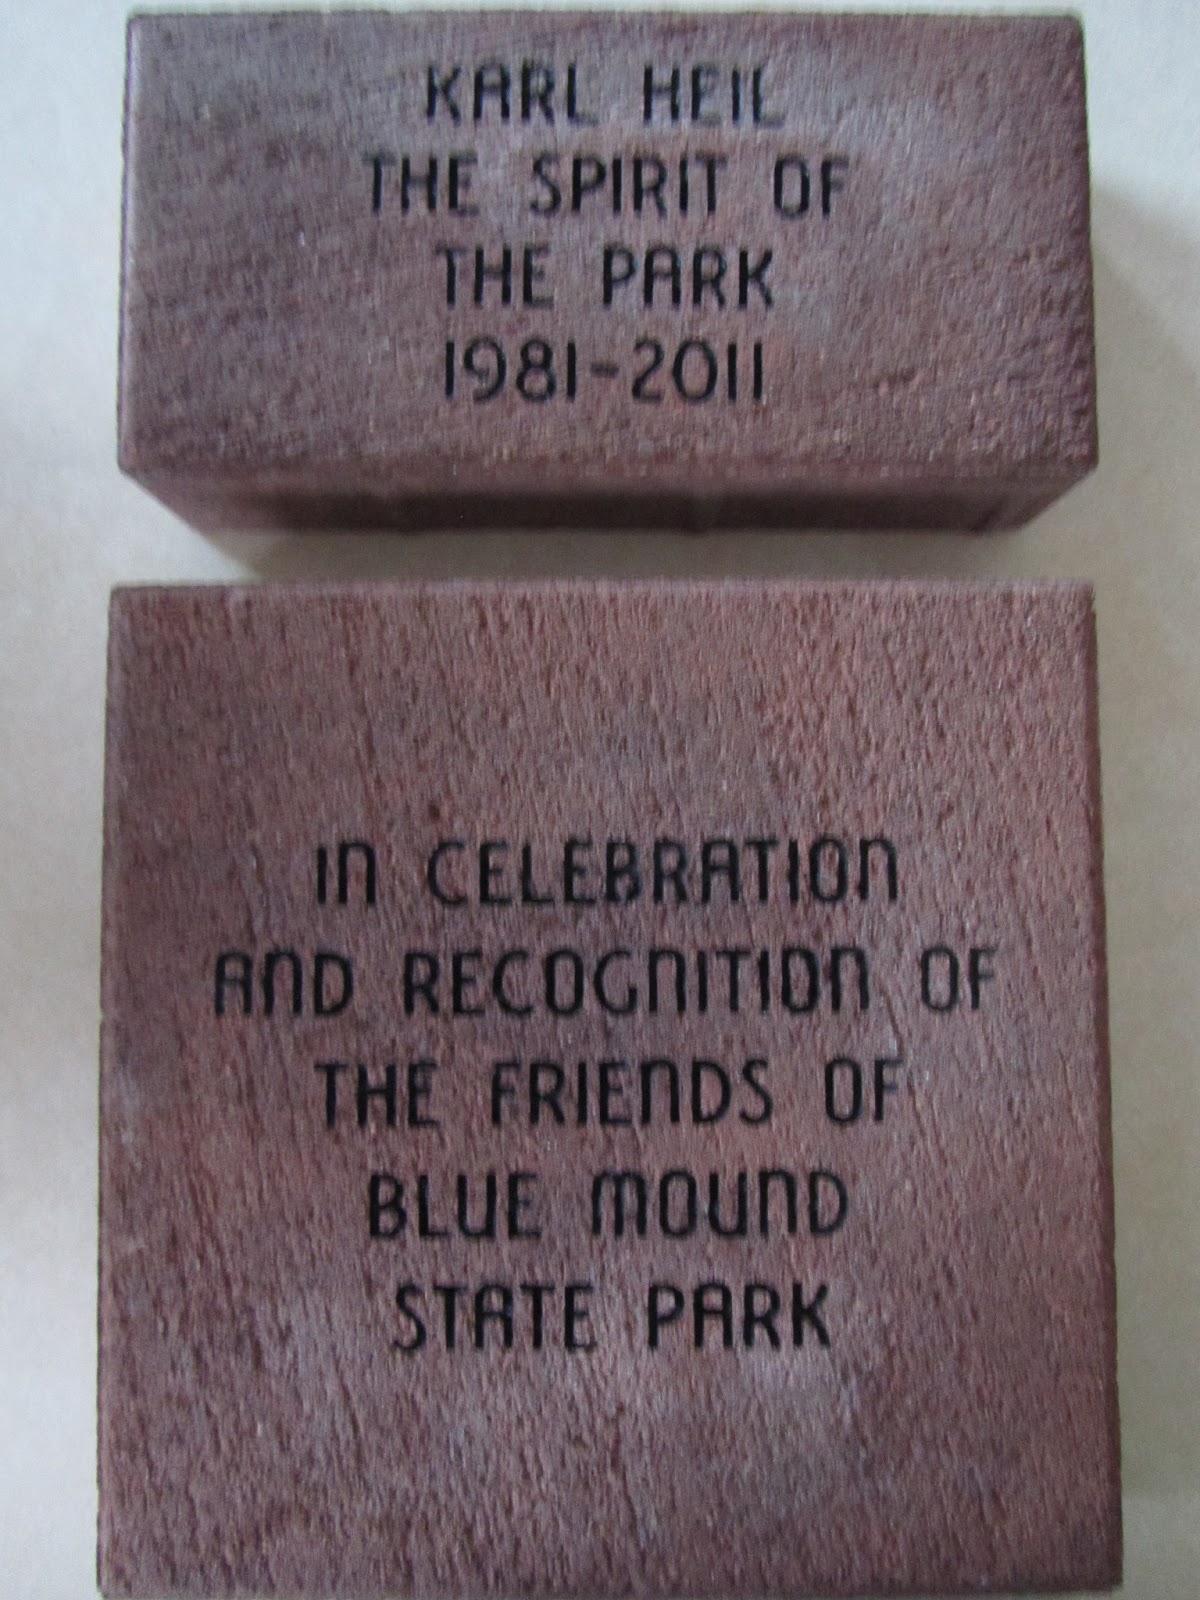 KARL HEIL
THE SPIRIT OF
THE PARK
1981-2011
IN CELEBRATION
AND RECOGNITION OF
THE FRIENDS OF
BLUE MOUND
STATE PARK